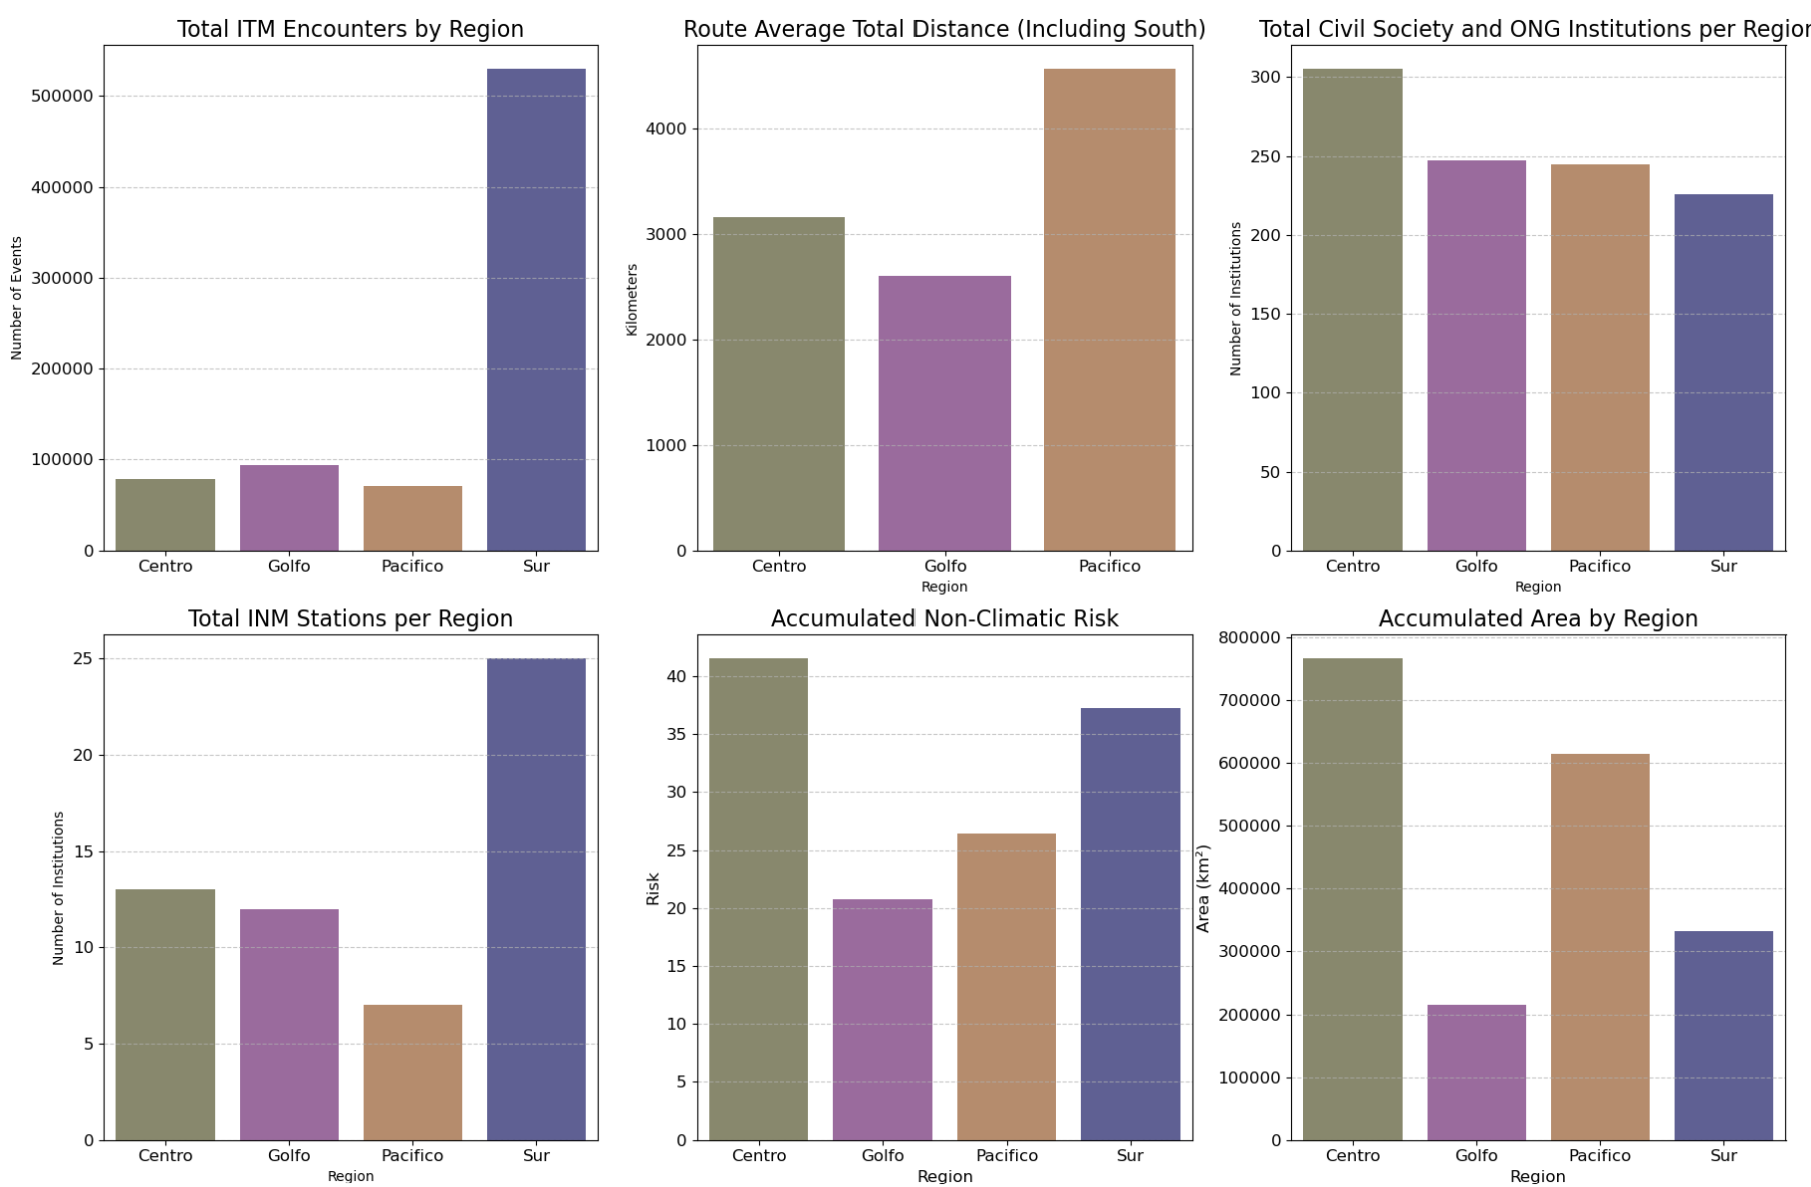 Total ITM Encounters by Region
Number of Events
500000
400000
300000
200000
100000
0
Centro Golfo Pacifico Sur
Route Average Total Distance (Including South)
Kilometers
4000
3000
2000
1000
0
Centro Golfo Pacifico
Region
Total Civil Society and ONG Institutions per Region
Number of Institutions
300
250
200
150
100
50
0
Centro Golfo Pacifico Sur
Region
Total INM Stations per Region
Number of Institutions
25
20
15
10
5
0
Centro Golfo Pacifico Sur
Region
Accumulated Non-Climatic Risk
Risk
40
35
30
25
20
15
10
5
0
Centro Golfo Pacifico Sur
Region
Accumulated Area by Region
Area (km²)
800000
700000
600000
500000
400000
300000
200000
100000
0
Centro Golfo Pacifico Sur
Region